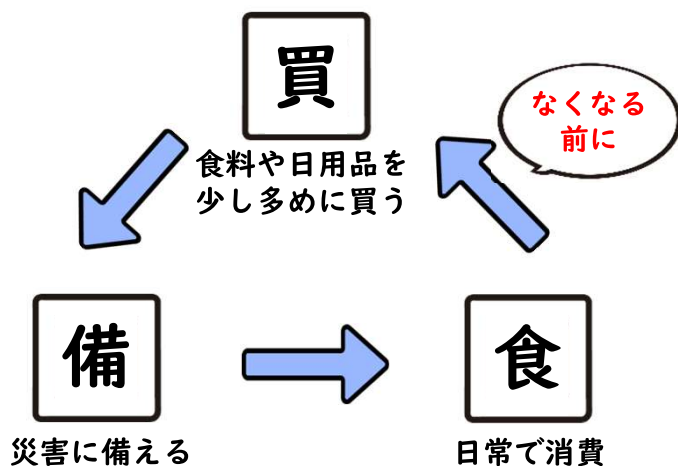 買
食料や日用品を
少し多めに買う
なくなる
前に
備
災害に備える
食
日常で消費